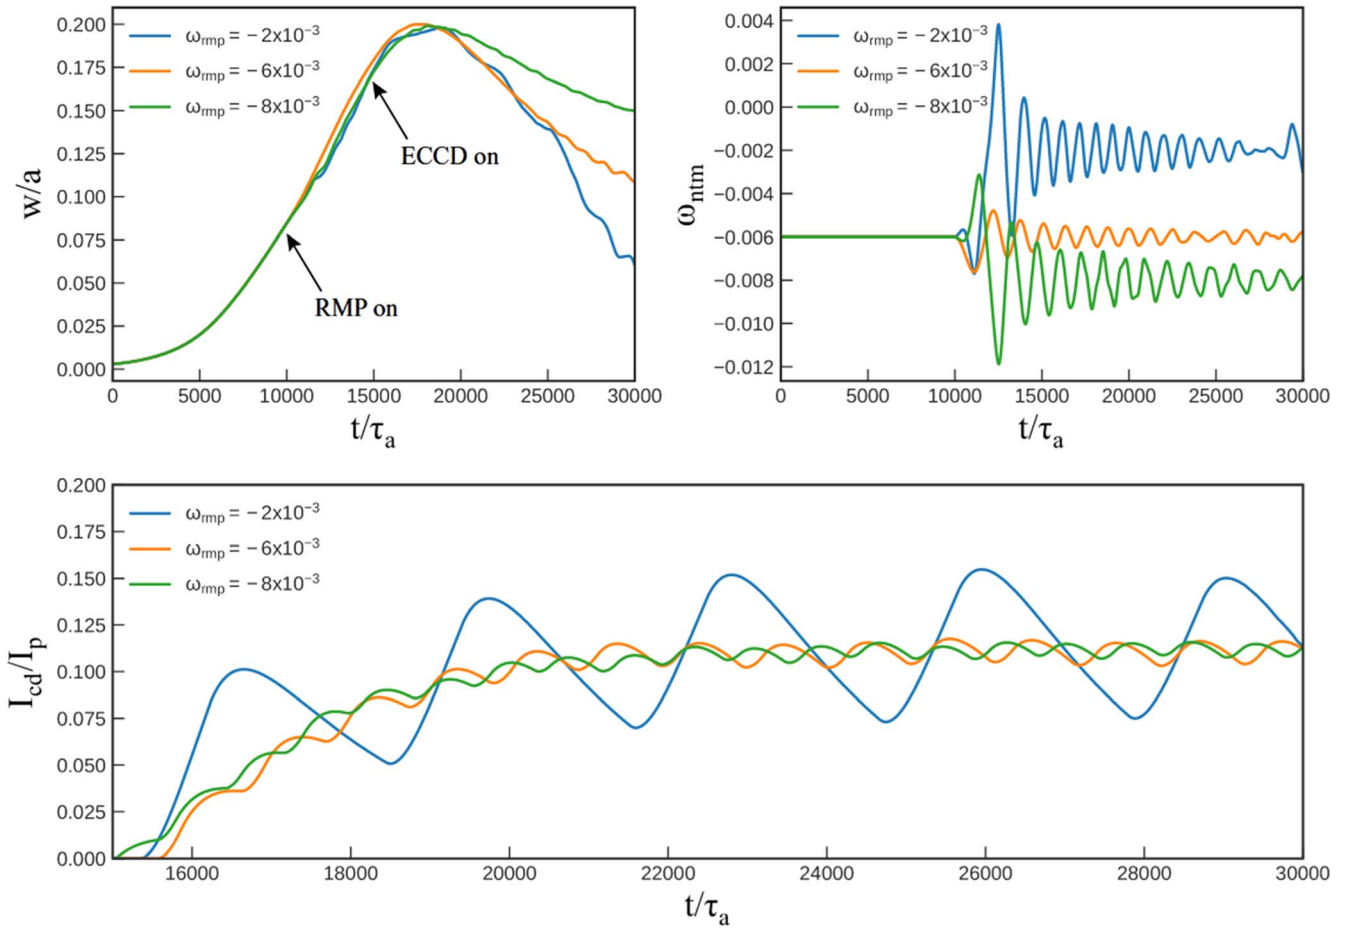 0.200
0.175
0.150
0.125
0.100
0.075
0.050
0.025
0.000
w/a
ω_rmp = −2x10⁻³
ω_rmp = −6x10⁻³
ω_rmp = −8x10⁻³
ECCD on
RMP on
0 5000 10000 15000 20000 25000 30000
t/τ_a
0.004
0.002
0.000
−0.002
−0.004
−0.006
−0.008
−0.010
−0.012
ω_ntm
ω_rmp = −2x10⁻³
ω_rmp = −6x10⁻³
ω_rmp = −8x10⁻³
0 5000 10000 15000 20000 25000 30000
t/τ_a
0.200
0.175
0.150
0.125
0.100
0.075
0.050
0.025
0.000
I_cd/I_p
ω_rmp = −2x10⁻³
ω_rmp = −6x10⁻³
ω_rmp = −8x10⁻³
16000 18000 20000 22000 24000 26000 28000 30000
t/τ_a